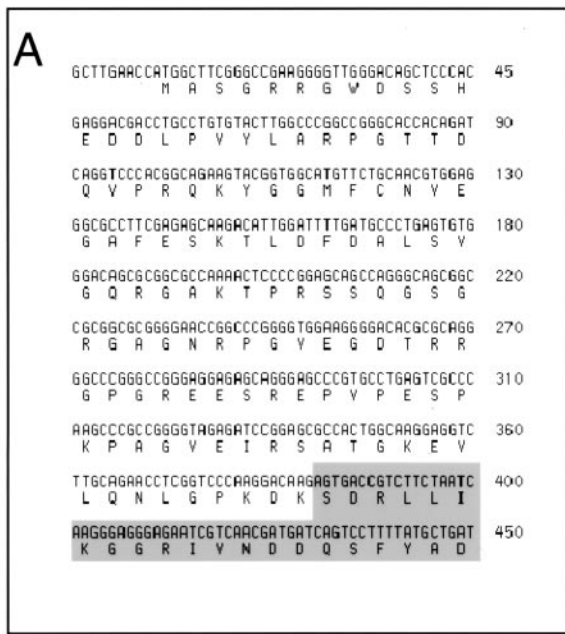 A
GCTTGAACCATGGCTTCGGGCCGAAGGGGTTGGGACAGCTCCCAC 45
M A S G R R G W D S S H
GAGGACGACCTGCCTGTGTACTTGGCCCGGCCGGGCACCACAGAT 90
E D D L P V Y L A R P G T T D
CAGGTCCCACGGCAGAAGTACGGTGGCATGTTCTGCAACGTGGAG 130
Q V P R Q K Y G G M F C N V E
GGCGCCTTCGAGAGCAAGACATTGGATTTTGATGCCCTGAGTGTG 180
G A F E S K T L D F D A L S V
GGACAGCGCGGCGCCAAAACTCCCCGGAGCAGCCAGGGCAGCGGC 220
G Q R G A K T P R S S Q G S G
CGCGGCGCGGGGAACCGGCCCGGGGTGGAAGGGGACACGCGCAGG 270
R G A G N R P G V E G D T R R
GGCCCGGGCCGGGAGGAGAGCAGGGAGCCCGTGCCTGAGTCGCCC 310
G P G R E E S R E P V P E S P
AAGCCCGCCGGGGTAGAGATCCGGAGCGCCACTGGCAAGGAGGTC 360
K P A G V E I R S A T G K E V
TTGCAGAACCTCGGTCCCAAGGACAAGAGTGACCGTCTTCTAATC 400
L Q N L G P K D K S D R L L I
AAGGGAGGGAGAATCGTCAACGATGATCAGTCCTTTTATGCTGAT 450
K G G R I V N D D Q S F Y A D